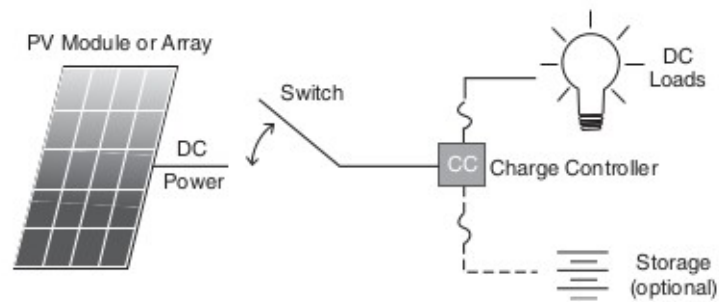 PV Module or Array
DC
Power
Switch
CC
Charge Controller
DC
Loads
Storage
(optional)